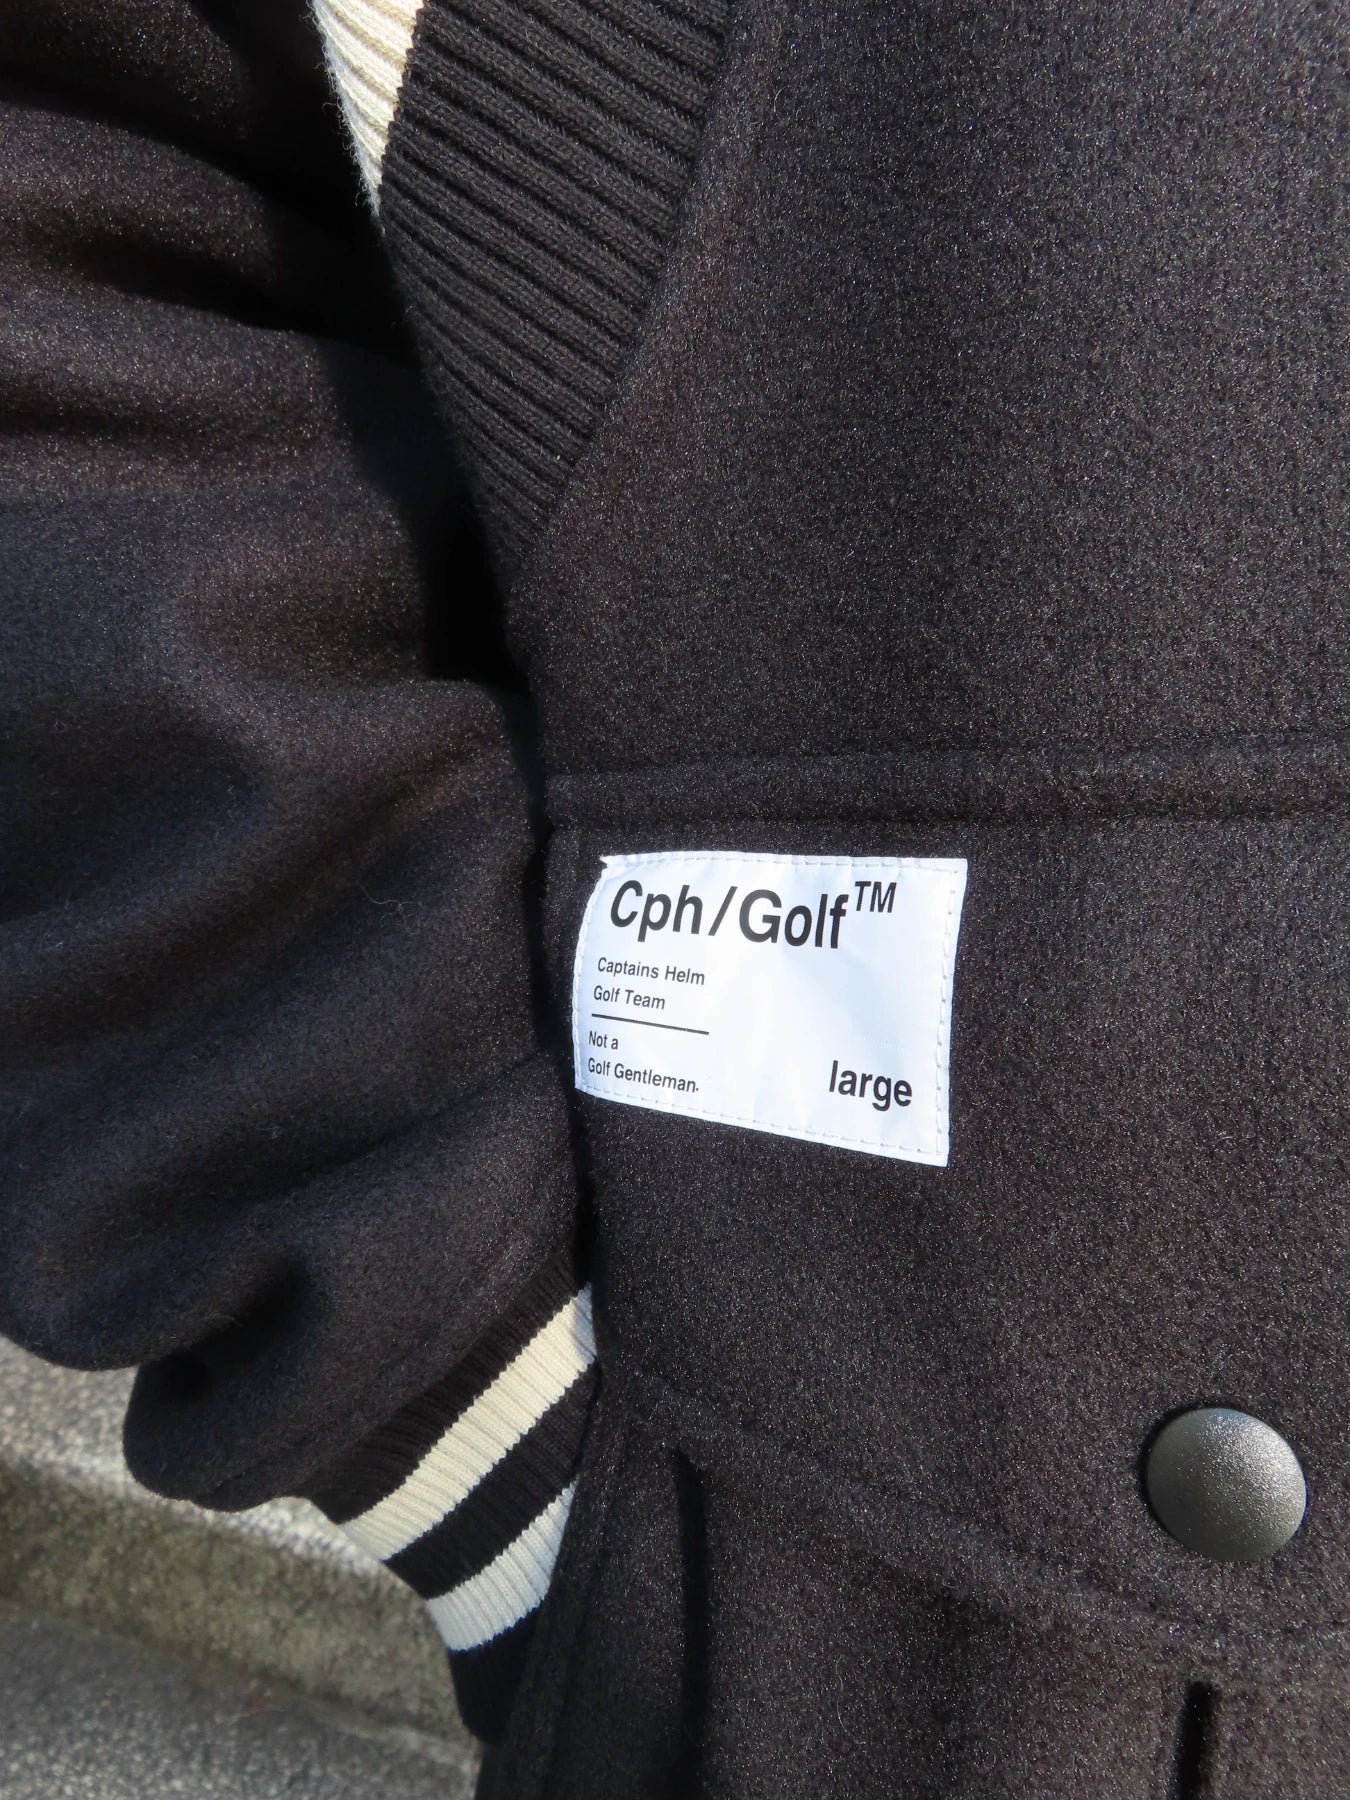 Cph/Golf™
Captains Helm
Golf Team
Not a
Golf Gentleman.
large